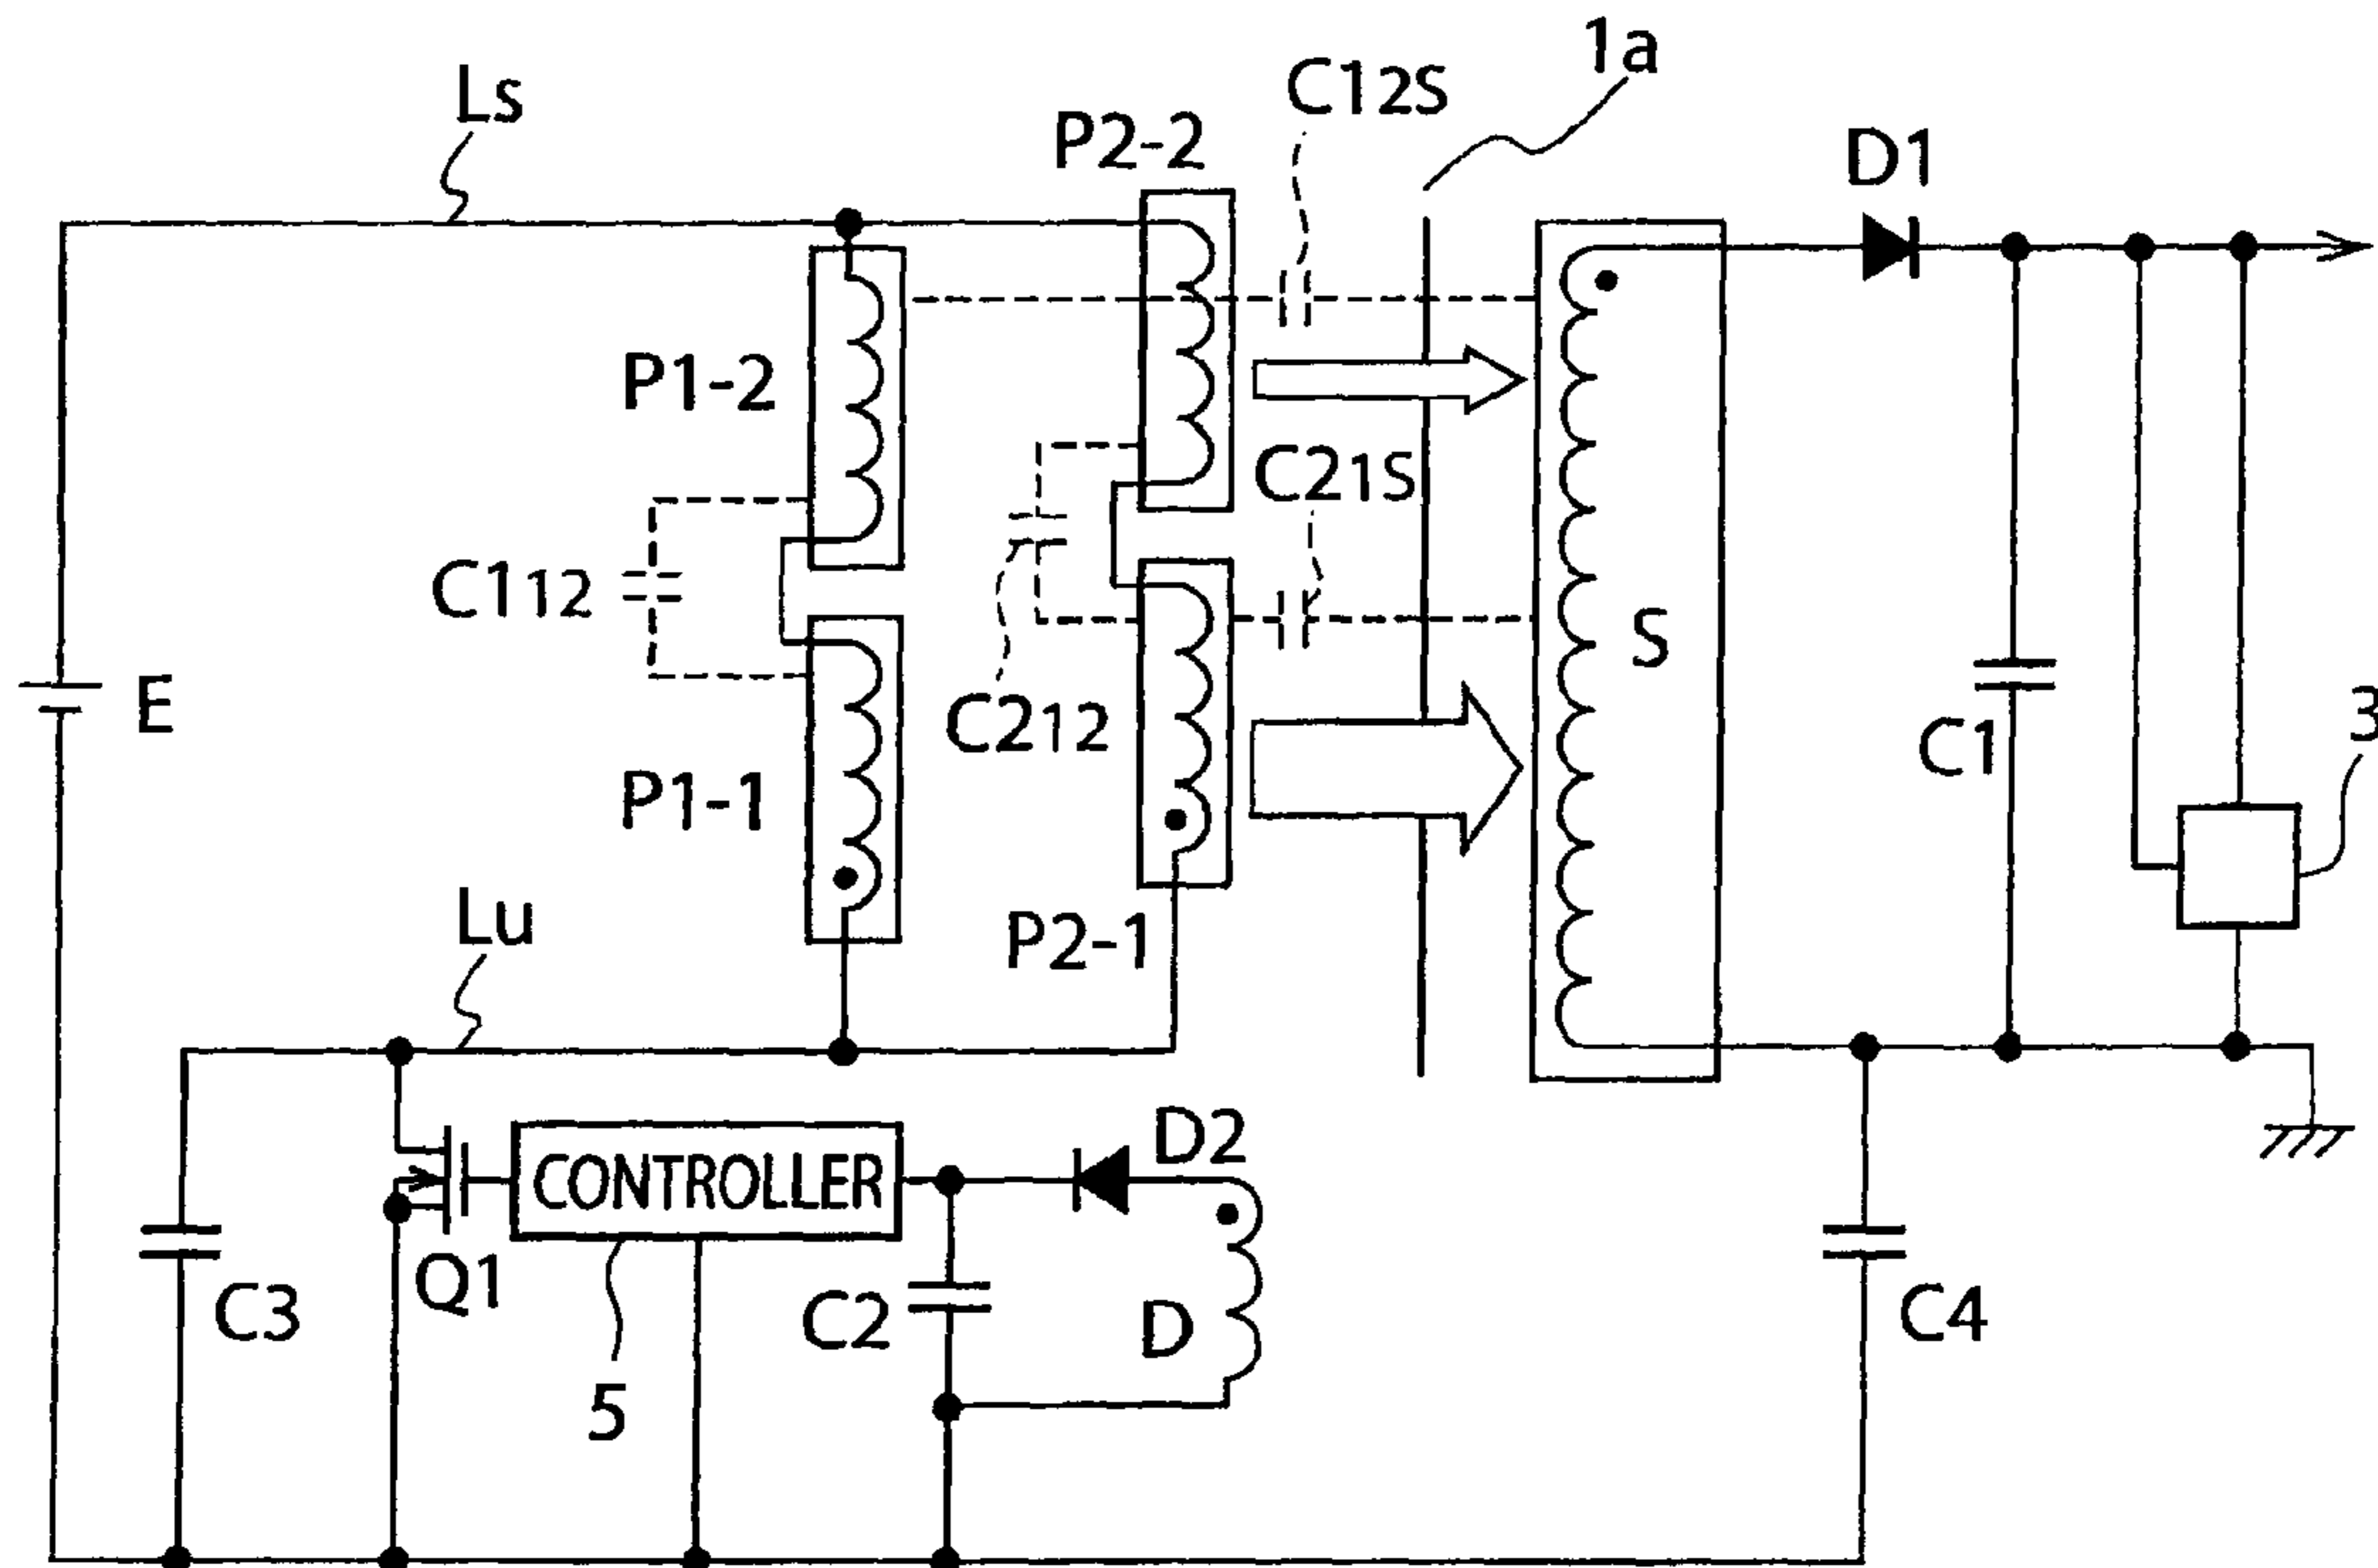 1a
Ls
C12S
P2-2
D1
P1-2
C21S
C112
S
E
C212
3
C1
P1-1
Lu
P2-1
D2
CONTROLLER
Q1
C3
C2
D
C4
5